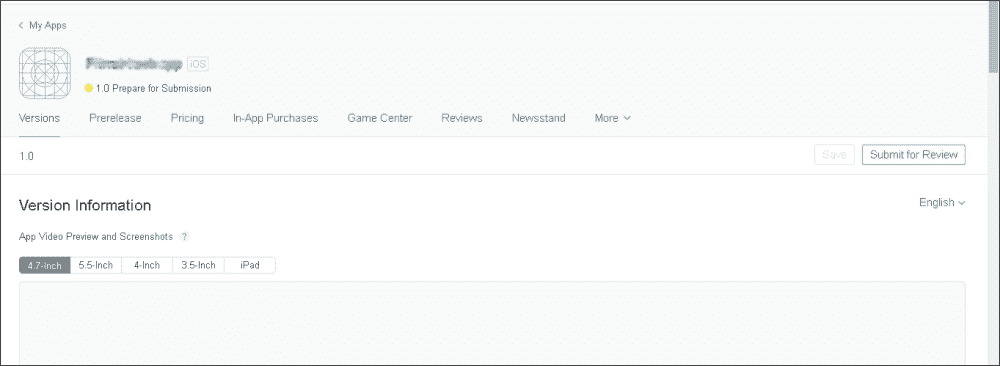 My Apps
iOS
1.0 Prepare for Submission
Versions Prerelease Pricing In-App Purchases Game Center Reviews Newsstand More
1.0 Save Submit for Review
Version Information English
App Video Preview and Screenshots ?
4.7-Inch 5.5-Inch 4-Inch 3.5-Inch iPad